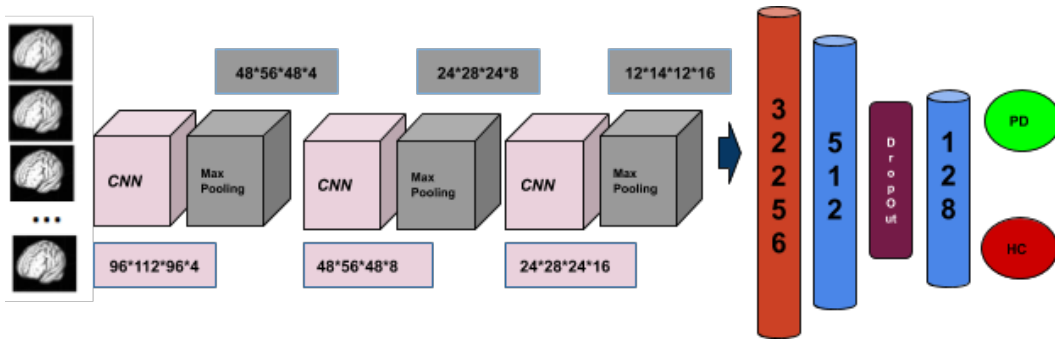 48*56*48*4
24*28*24*8
12*14*12*16
CNN
Max
Pooling
CNN
Max
Pooling
CNN
Max
Pooling
96*112*96*4
48*56*48*8
24*28*24*16
...
32256
512
DropOut
128
PD
HC